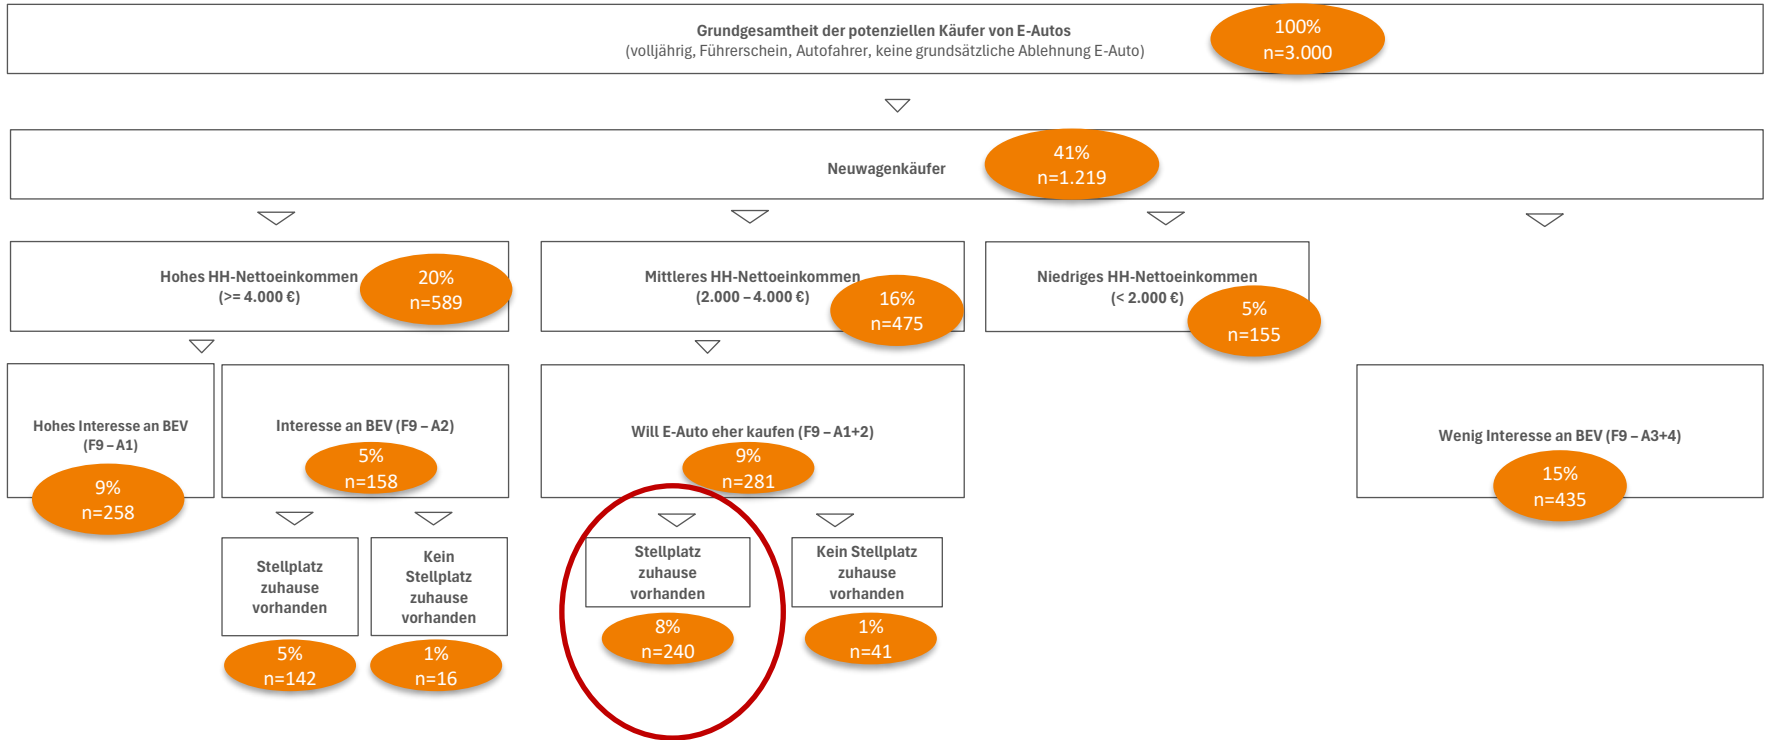 Grundgesamtheit der potenziellen Käufer von E-Autos
(volljährig, Führerschein, Autofahrer, keine grundsätzliche Ablehnung E-Auto)
100%
n=3.000
Neuwagenkäufer
41%
n=1.219
Hohes HH-Nettoeinkommen
(>= 4.000 €)
20%
n=589
Mittleres HH-Nettoeinkommen
(2.000 – 4.000 €)
16%
n=475
Niedriges HH-Nettoeinkommen
(< 2.000 €)
5%
n=155
Hohes Interesse an BEV
(F9 – A1)
9%
n=258
Interesse an BEV (F9 – A2)
5%
n=158
Will E-Auto eher kaufen (F9 – A1+2)
9%
n=281
Wenig Interesse an BEV (F9 – A3+4)
15%
n=435
Stellplatz
zuhause
vorhanden
5%
n=142
Kein
Stellplatz
zuhause
vorhanden
1%
n=16
Stellplatz
zuhause
vorhanden
8%
n=240
Kein Stellplatz
zuhause
vorhanden
1%
n=41